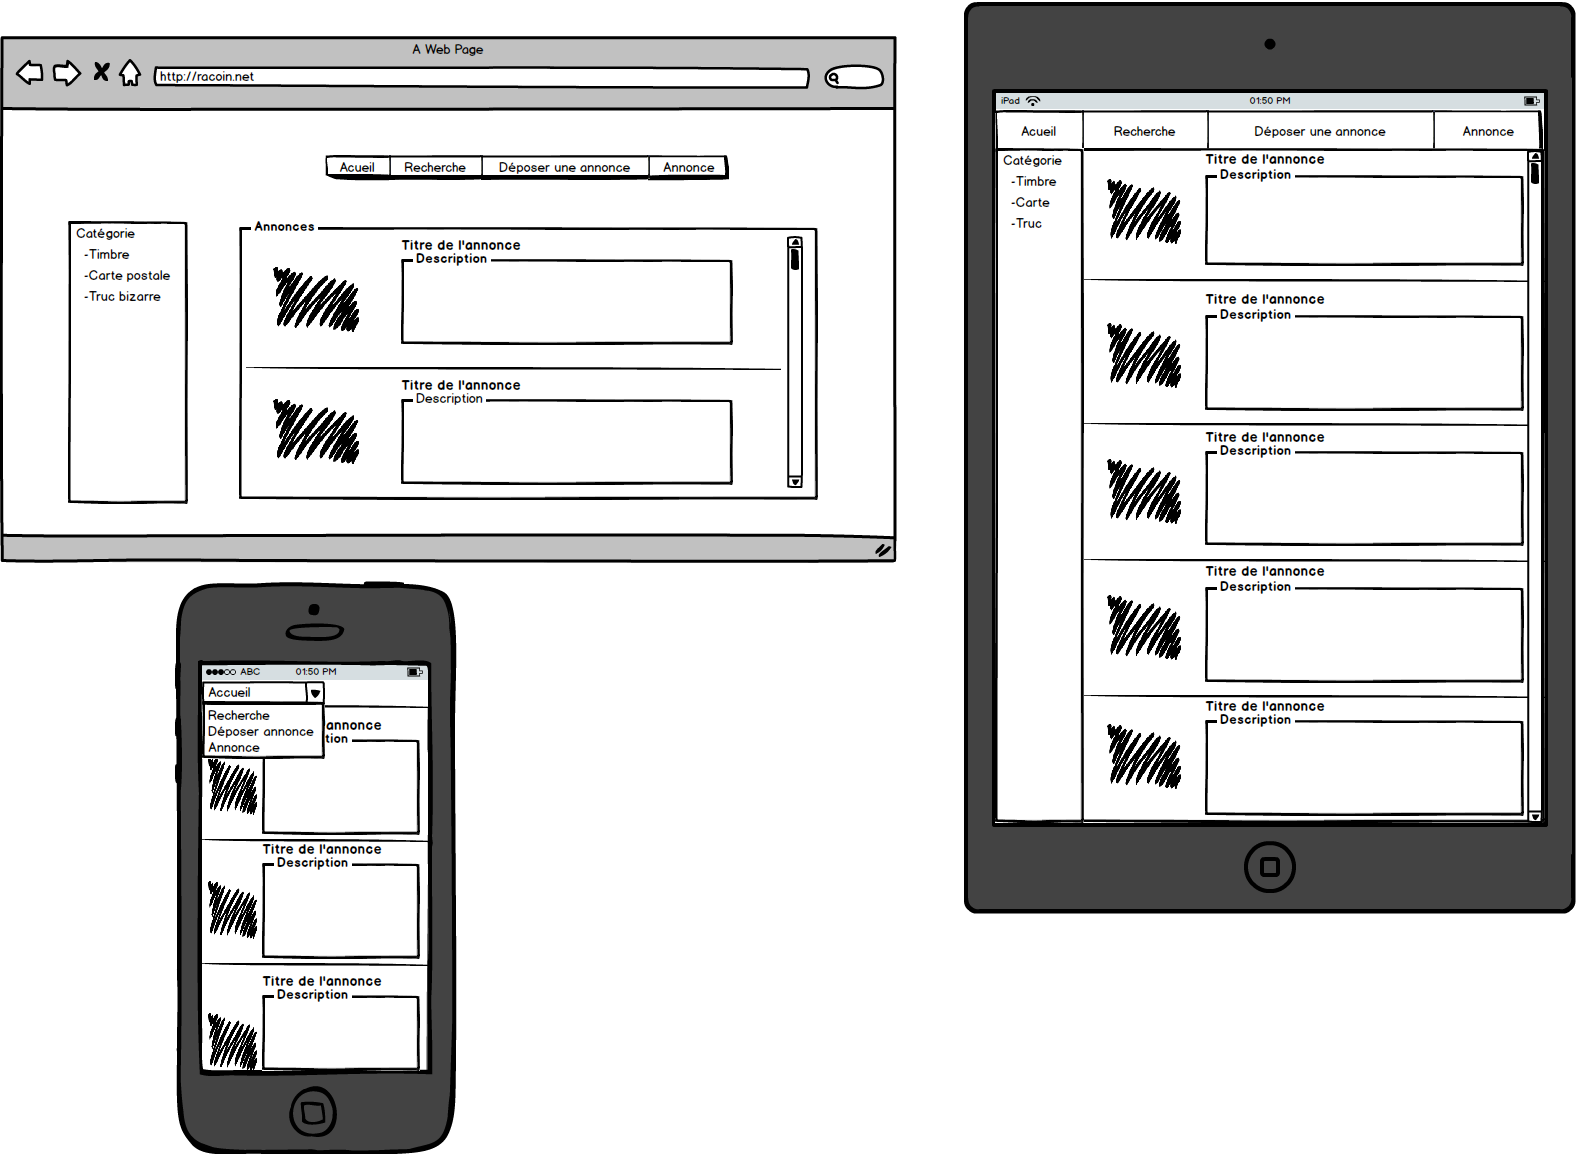 A Web Page
http://racoin.net
Acueil Recherche Déposer une annonce Annonce
Catégorie
-Timbre
-Carte postale
-Truc bizarre
Annonces
Titre de l'annonce
Description
Titre de l'annonce
Description
iPad 01:50 PM
Acueil Recherche Déposer une annonce Annonce
Catégorie
-Timbre
-Carte
-Truc
Titre de l'annonce
Description
Titre de l'annonce
Description
Titre de l'annonce
Description
Titre de l'annonce
Description
Titre de l'annonce
Description
ABC 01:50 PM
Accueil
Recherche
Déposer annonce
Annonce
annonce
tion
Titre de l'annonce
Description
Titre de l'annonce
Description